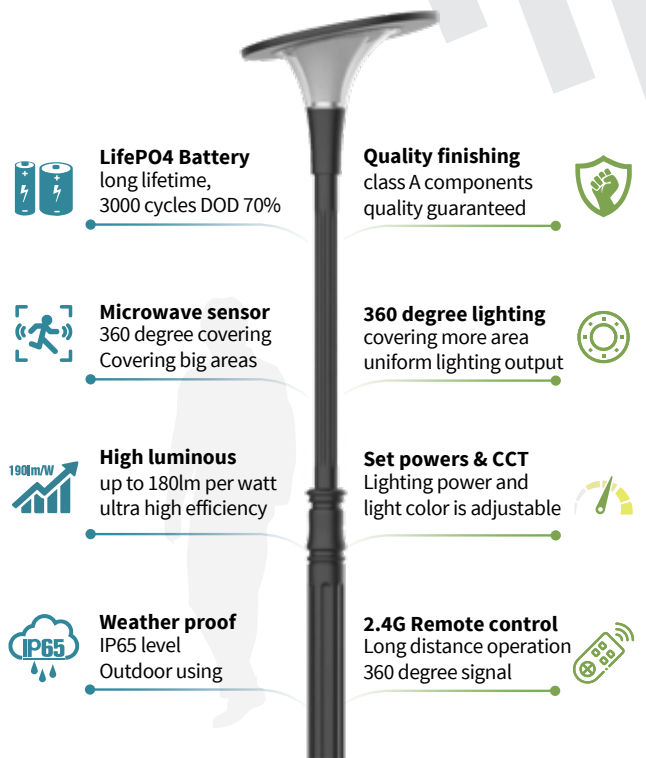 LifePO4 Battery
long lifetime,
3000 cycles DOD 70%
Quality finishing
class A components
quality guaranteed
Microwave sensor
360 degree covering
Covering big areas
360 degree lighting
covering more area
uniform lighting output
190lm/W
High luminous
up to 180lm per watt
ultra high efficiency
Set powers & CCT
Lighting power and
light color is adjustable
IP65
Weather proof
IP65 level
Outdoor using
2.4G Remote control
Long distance operation
360 degree signal